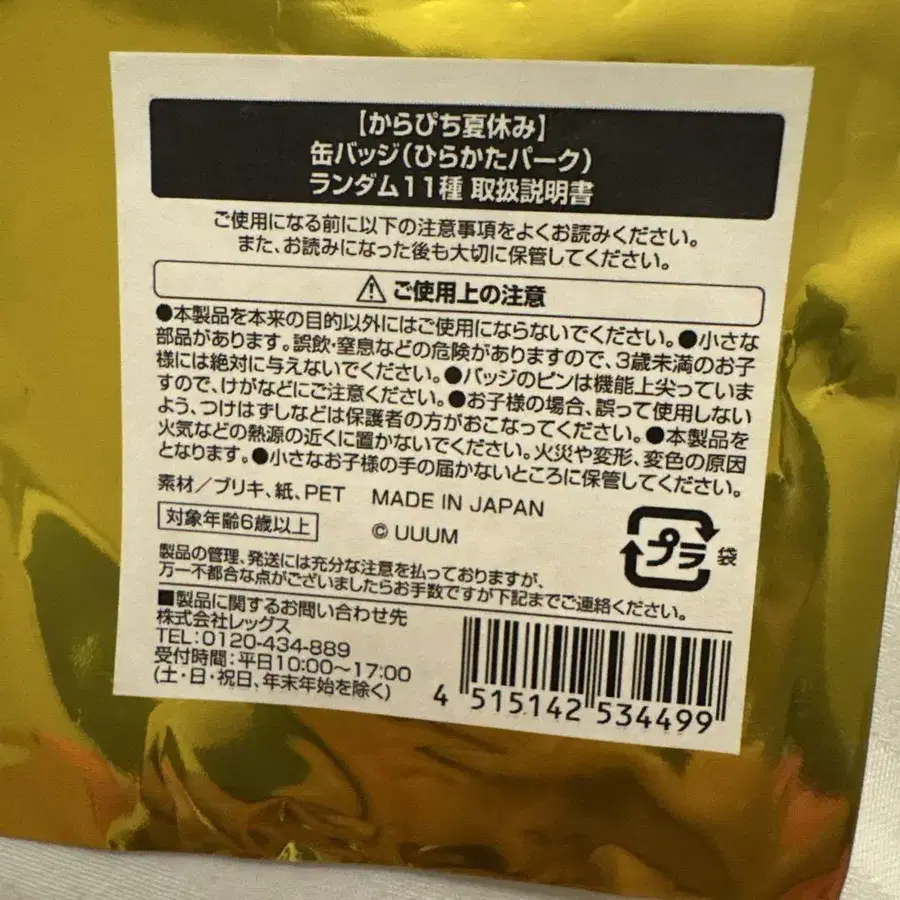 【からぴち夏休み】
缶バッジ(ひらかたパーク)
ランダム11種 取扱説明書
ご使用になる前に以下の注意事項をよくお読みください。
また、お読みになった後も大切に保管してください。
⚠ ご使用上の注意
●本製品を本来の目的以外にはご使用にならないでください。●小さな
部品があります。誤飲・窒息などの危険がありますので、3歳未満のお子
様には絶対に与えないでください。●バッジのピンは機能上尖っていま
すので、けがなどにご注意ください。●お子様の場合、誤って使用しない
よう、つけはずしなどは保護者の方がおこなってください。●本製品を
火気などの熱源の近くに置かないでください。火災や変形、変色の原因
となります。●小さなお子様の手の届かないところに保管してください。
素材/ブリキ、紙、PET MADE IN JAPAN
対象年齢6歳以上 © UUUM
プラ 袋
製品の管理、発送には充分な注意を払っておりますが、
万一不都合な点がございましたらお手数ですが下記までご連絡ください。
■製品に関するお問い合わせ先
株式会社レッグス
TEL:0120-434-889
受付時間:平日10:00〜17:00
(土・日・祝日、年末年始を除く)
4 515142 534499